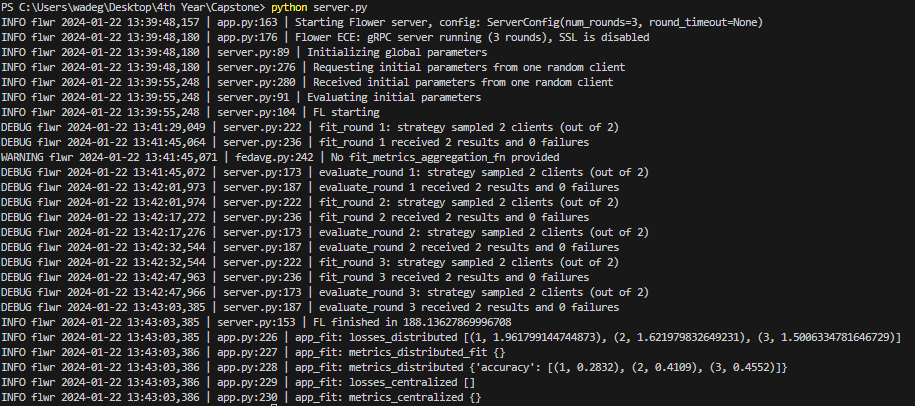 PS C:\Users\wadeg\Desktop\4th Year\Capstone> python server.py
INFO flwr 2024-01-22 13:39:48,157 | app.py:163 | Starting Flower server, config: ServerConfig(num_rounds=3, round_timeout=None)
INFO flwr 2024-01-22 13:39:48,180 | app.py:176 | Flower ECE: gRPC server running (3 rounds), SSL is disabled
INFO flwr 2024-01-22 13:39:48,180 | server.py:89 | Initializing global parameters
INFO flwr 2024-01-22 13:39:48,180 | server.py:276 | Requesting initial parameters from one random client
INFO flwr 2024-01-22 13:39:55,248 | server.py:280 | Received initial parameters from one random client
INFO flwr 2024-01-22 13:39:55,248 | server.py:91 | Evaluating initial parameters
INFO flwr 2024-01-22 13:39:55,248 | server.py:104 | FL starting
DEBUG flwr 2024-01-22 13:41:29,049 | server.py:222 | fit_round 1: strategy sampled 2 clients (out of 2)
DEBUG flwr 2024-01-22 13:41:45,064 | server.py:236 | fit_round 1 received 2 results and 0 failures
WARNING flwr 2024-01-22 13:41:45,071 | fedavg.py:242 | No fit_metrics_aggregation_fn provided
DEBUG flwr 2024-01-22 13:41:45,072 | server.py:173 | evaluate_round 1: strategy sampled 2 clients (out of 2)
DEBUG flwr 2024-01-22 13:42:01,973 | server.py:187 | evaluate_round 1 received 2 results and 0 failures
DEBUG flwr 2024-01-22 13:42:01,974 | server.py:222 | fit_round 2: strategy sampled 2 clients (out of 2)
DEBUG flwr 2024-01-22 13:42:17,272 | server.py:236 | fit_round 2 received 2 results and 0 failures
DEBUG flwr 2024-01-22 13:42:17,276 | server.py:173 | evaluate_round 2: strategy sampled 2 clients (out of 2)
DEBUG flwr 2024-01-22 13:42:32,544 | server.py:187 | evaluate_round 2 received 2 results and 0 failures
DEBUG flwr 2024-01-22 13:42:32,544 | server.py:222 | fit_round 3: strategy sampled 2 clients (out of 2)
DEBUG flwr 2024-01-22 13:42:47,963 | server.py:236 | fit_round 3 received 2 results and 0 failures
DEBUG flwr 2024-01-22 13:42:47,966 | server.py:173 | evaluate_round 3: strategy sampled 2 clients (out of 2)
DEBUG flwr 2024-01-22 13:43:03,385 | server.py:187 | evaluate_round 3 received 2 results and 0 failures
INFO flwr 2024-01-22 13:43:03,385 | server.py:153 | FL finished in 188.13627869996708
INFO flwr 2024-01-22 13:43:03,385 | app.py:226 | app_fit: losses_distributed [(1, 1.961799144744873), (2, 1.621979832649231), (3, 1.5006334781646729)]
INFO flwr 2024-01-22 13:43:03,386 | app.py:227 | app_fit: metrics_distributed_fit {}
INFO flwr 2024-01-22 13:43:03,386 | app.py:228 | app_fit: metrics_distributed {'accuracy': [(1, 0.2832), (2, 0.4109), (3, 0.4552)]}
INFO flwr 2024-01-22 13:43:03,386 | app.py:229 | app_fit: losses_centralized []
INFO flwr 2024-01-22 13:43:03,386 | app.py:230 | app_fit: metrics_centralized {}